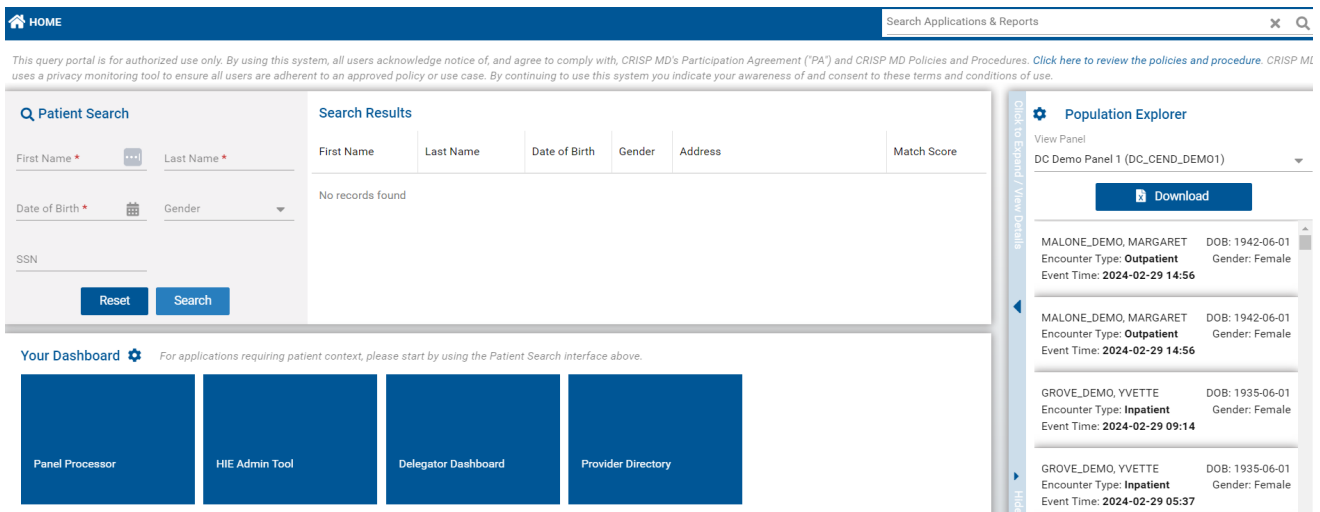 HOME
Search Applications & Reports
This query portal is for authorized use only. By using this system, all users acknowledge notice of, and agree to comply with, CRISP MD's Participation Agreement ("PA") and CRISP MD Policies and Procedures. Click here to review the policies and procedure. CRISP MD
uses a privacy monitoring tool to ensure all users are adherent to an approved policy or use case. By continuing to use this system you indicate your awareness of and consent to these terms and conditions of use.
Patient Search
First Name *
Last Name *
Date of Birth *
Gender
SSN
Reset
Search
Search Results
First Name Last Name Date of Birth Gender Address Match Score
No records found
Your Dashboard
For applications requiring patient context, please start by using the Patient Search interface above.
Panel Processor
HIE Admin Tool
Delegator Dashboard
Provider Directory
Click to Expand / View Details
Hide
Population Explorer
View Panel
DC Demo Panel 1 (DC_CEND_DEMO1)
Download
MALONE_DEMO, MARGARET DOB: 1942-06-01
Encounter Type: Outpatient Gender: Female
Event Time: 2024-02-29 14:56
MALONE_DEMO, MARGARET DOB: 1942-06-01
Encounter Type: Outpatient Gender: Female
Event Time: 2024-02-29 14:56
GROVE_DEMO, YVETTE DOB: 1935-06-01
Encounter Type: Inpatient Gender: Female
Event Time: 2024-02-29 09:14
GROVE_DEMO, YVETTE DOB: 1935-06-01
Encounter Type: Inpatient Gender: Female
Event Time: 2024-02-29 05:37